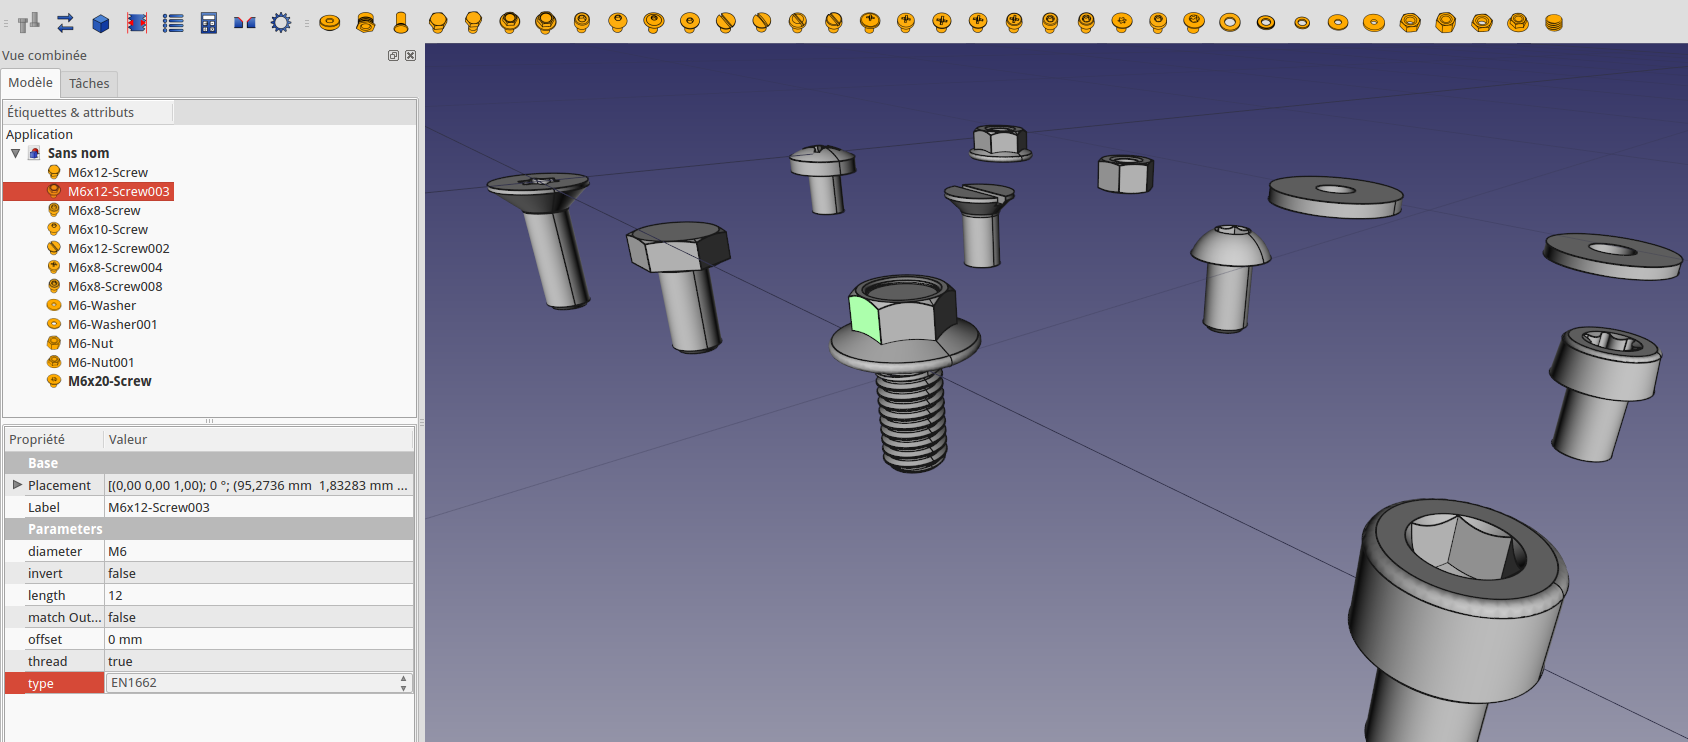 Vue combinée
Modèle
Tâches
Étiquettes & attributs
Application
Sans nom
M6x12-Screw
M6x12-Screw003
M6x8-Screw
M6x10-Screw
M6x12-Screw002
M6x8-Screw004
M6x8-Screw008
M6-Washer
M6-Washer001
M6-Nut
M6-Nut001
M6x20-Screw
Propriété Valeur
Base
Placement [(0,00 0,00 1,00); 0 °; (95,2736 mm 1,83283 mm ...
Label M6x12-Screw003
Parameters
diameter M6
invert false
length 12
match Out... false
offset 0 mm
thread true
type EN1662